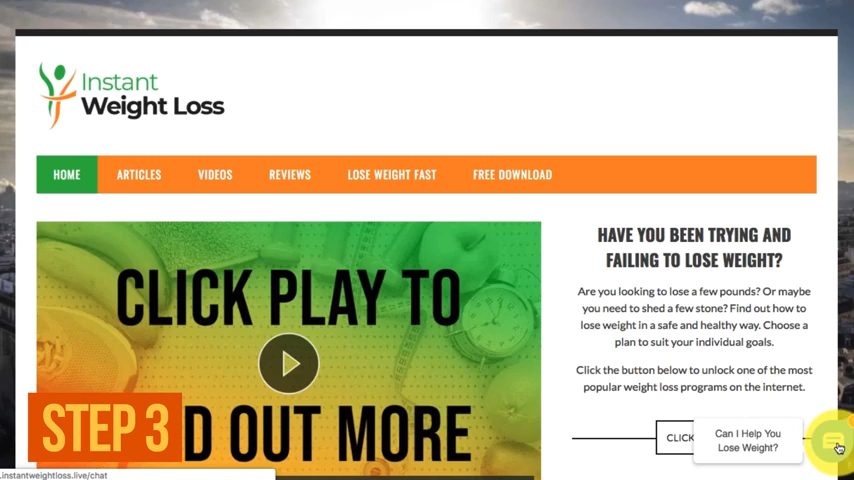 Instant
Weight Loss
HOME
ARTICLES
VIDEOS
REVIEWS
LOSE WEIGHT FAST
FREE DOWNLOAD
CLICK PLAY TO
D OUT MORE
HAVE YOU BEEN TRYING AND
FAILING TO LOSE WEIGHT?
Are you looking to lose a few pounds? Or maybe
you need to shed a few stone? Find out how to
lose weight in a safe and healthy way. Choose a
plan to suit your individual goals.
Click the button below to unlock one of the most
popular weight loss programs on the internet.
CLICK
Can I Help You
Lose Weight?
STEP 3
.instantweightloss.live/chat